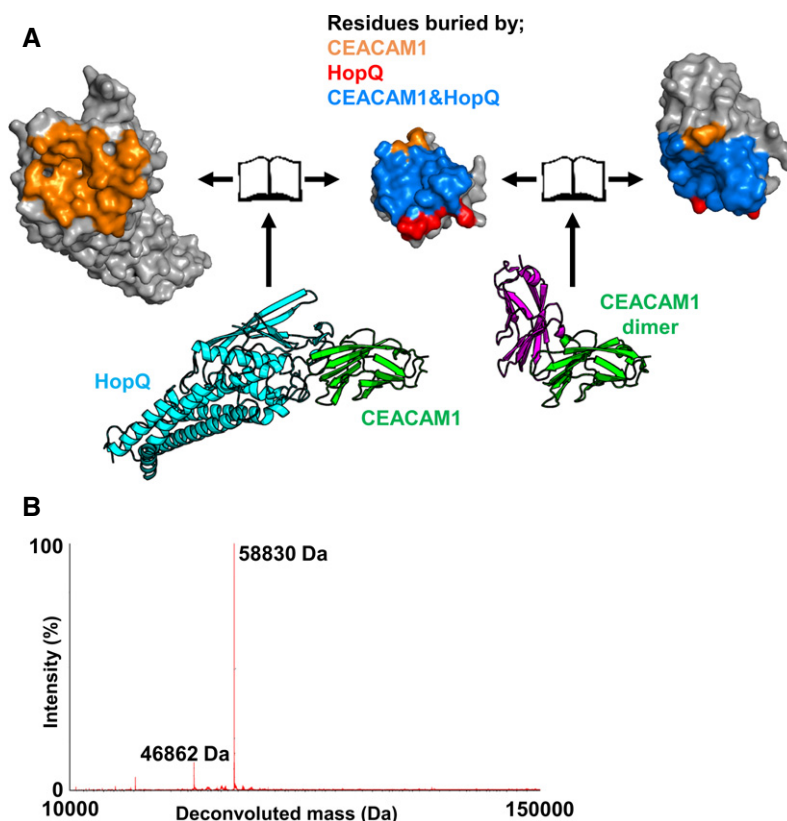 A
Residues buried by;
CEACAM1
HopQ
CEACAM1&HopQ
HopQ
CEACAM1
CEACAM1
dimer
B
100
58830 Da
Intensity (%)
46862 Da
0
10000
Deconvoluted mass (Da)
150000